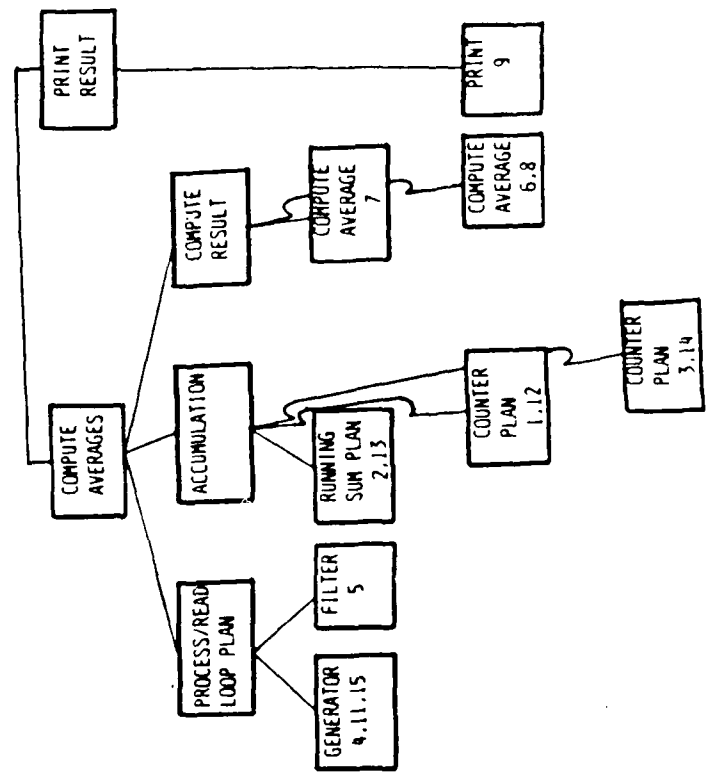 COMPUTE
AVERAGES
PRINT
RESULT
PROCESS/READ
LOOP PLAN
ACCUMULATION
COMPUTE
RESULT
GENERATOR
4.11.15
FILTER
5
RUNNING
SUM PLAN
2.13
COMPUTE
AVERAGE
7
COUNTER
PLAN
1.12
COMPUTE
AVERAGE
6.8
PRINT
9
COUNTER
PLAN
3.14